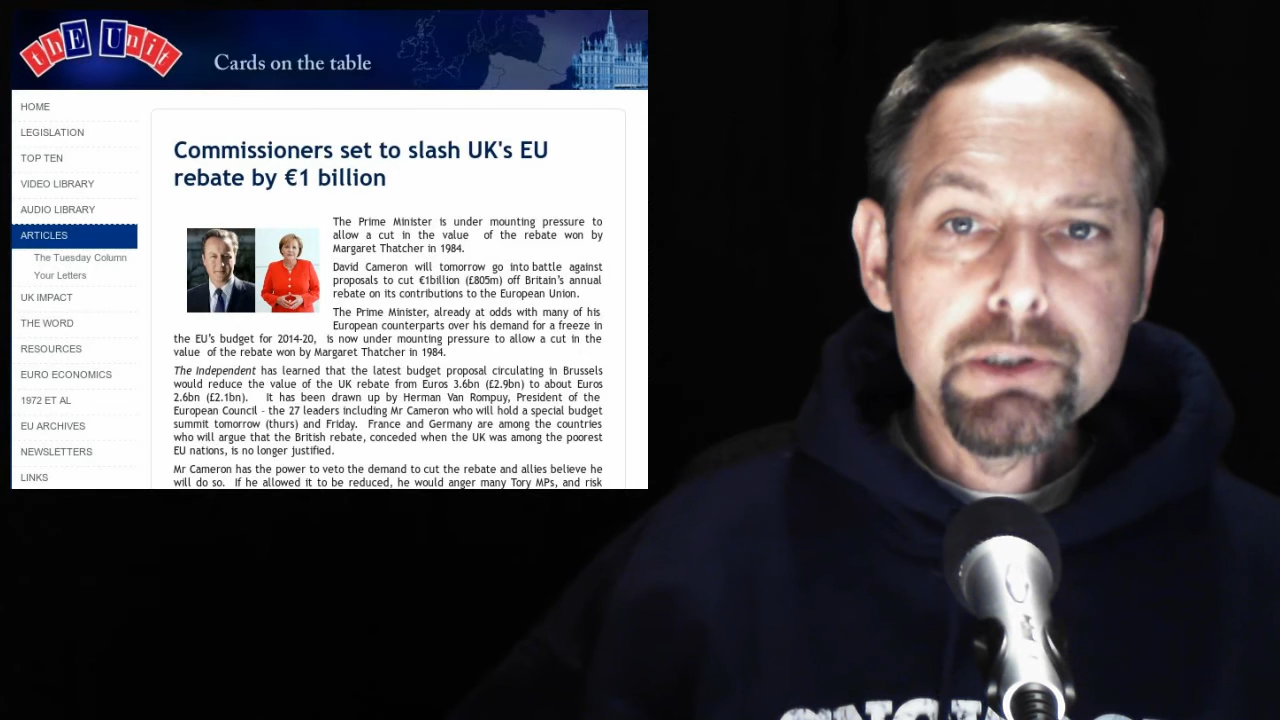 thE Unit
Cards on the table
HOME
LEGISLATION
TOP TEN
VIDEO LIBRARY
AUDIO LIBRARY
ARTICLES
The Tuesday Column
Your Letters
UK IMPACT
THE WORD
RESOURCES
EURO ECONOMICS
1972 ET AL
EU ARCHIVES
NEWSLETTERS
LINKS
Commissioners set to slash UK's EU
rebate by €1 billion
The Prime Minister is under mounting pressure to
allow a cut in the value of the rebate won by
Margaret Thatcher in 1984.
David Cameron will tomorrow go into battle against
proposals to cut €1billion (£805m) off Britain's annual
rebate on its contributions to the European Union.
The Prime Minister, already at odds with many of his
European counterparts over his demand for a freeze in
the EU's budget for 2014-20, is now under mounting pressure to allow a cut in the
value of the rebate won by Margaret Thatcher in 1984.
The Independent has learned that the latest budget proposal circulating in Brussels
would reduce the value of the UK rebate from Euros 3.6bn (£2.9bn) to about Euros
2.6bn (£2.1bn). It has been drawn up by Herman Van Rompuy, President of the
European Council - the 27 leaders including Mr Cameron who will hold a special budget
summit tomorrow (thurs) and Friday. France and Germany are among the countries
who will argue that the British rebate, conceded when the UK was among the poorest
EU nations, is no longer justified.
Mr Cameron has the power to veto the demand to cut the rebate and allies believe he
will do so. If he allowed it to be reduced, he would anger many Tory MPs, and risk